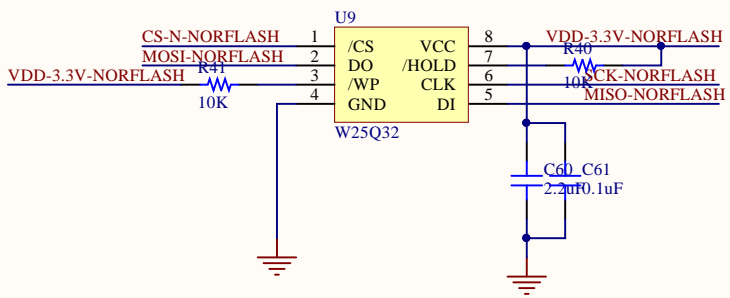 U9
CS-N-NORFLASH 1 /CS VCC 8 VDD-3.3V-NORFLASH
MOSI-NORFLASH 2 DO /HOLD 7 R40
VDD-3.3V-NORFLASH R41 3 /WP CLK 6 10K SCK-NORFLASH
10K 4 GND DI 5 MISO-NORFLASH
W25Q32
C60 C61
2.2uF 0.1uF